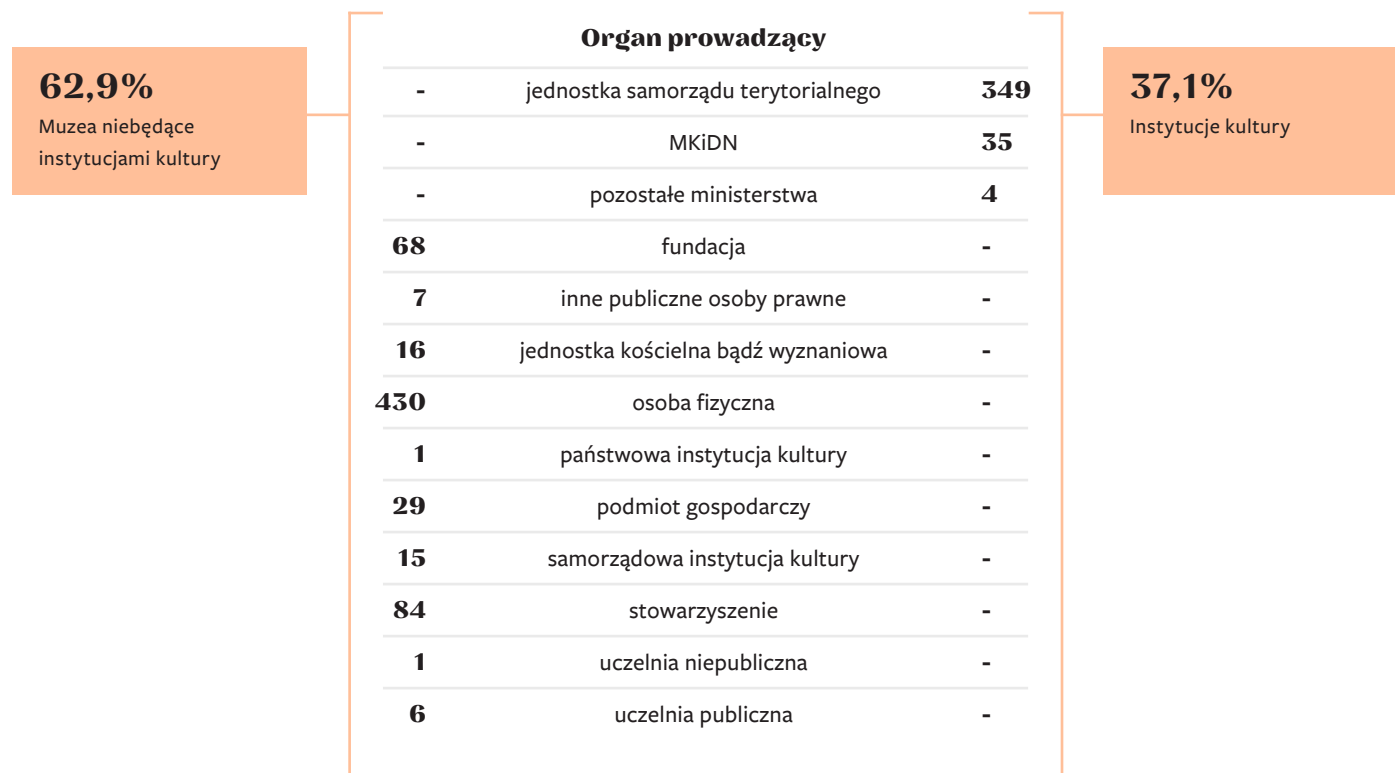 Organ prowadzący
62,9%
Muzea niebędące
instytucjami kultury
37,1%
Instytucje kultury
- jednostka samorządu terytorialnego 349
- MKiDN 35
- pozostałe ministerstwa 4
68 fundacja -
7 inne publiczne osoby prawne -
16 jednostka kościelna bądź wyznaniowa -
430 osoba fizyczna -
1 państwowa instytucja kultury -
29 podmiot gospodarczy -
15 samorządowa instytucja kultury -
84 stowarzyszenie -
1 uczelnia niepubliczna -
6 uczelnia publiczna -